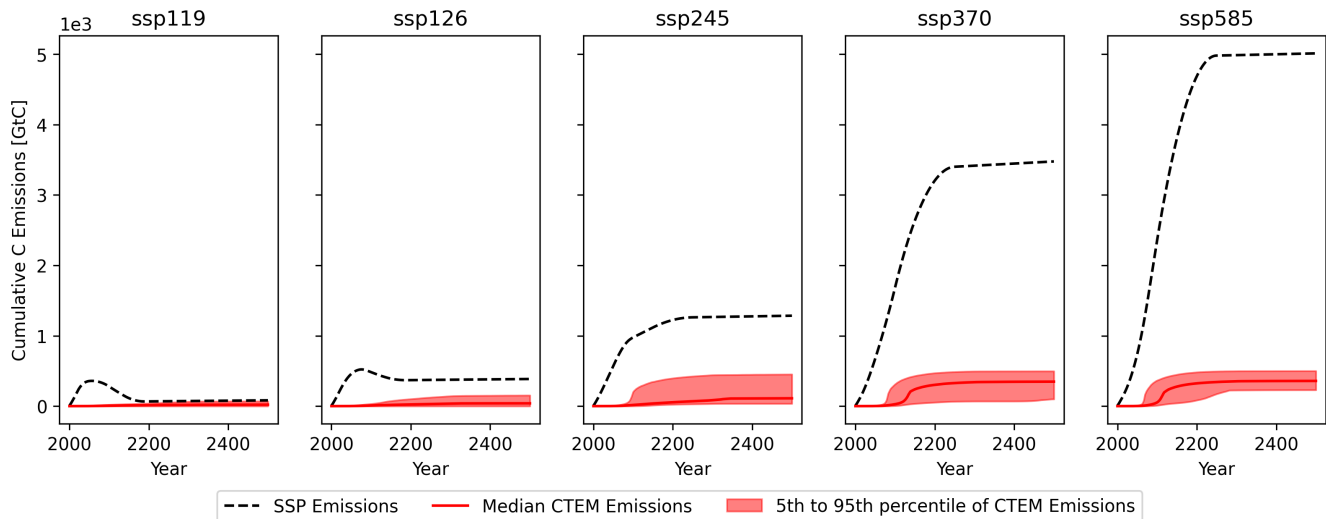 ssp119 ssp126 ssp245 ssp370 ssp585
1e3
5
4
3
2
1
0
Cumulative C Emissions [GtC]
2000 2200 2400 2000 2200 2400 2000 2200 2400 2000 2200 2400 2000 2200 2400
Year Year Year Year Year
SSP Emissions Median CTEM Emissions 5th to 95th percentile of CTEM Emissions